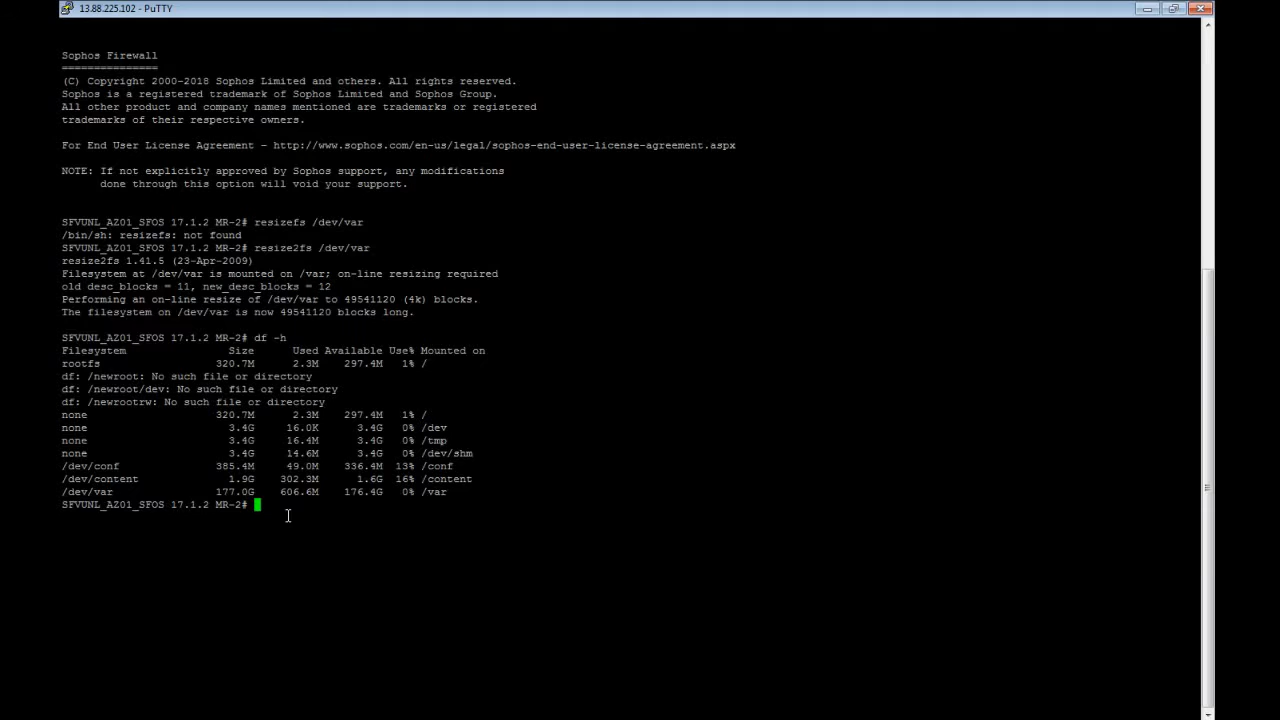 13.88.225.102 - PuTTY
Sophos Firewall
===============
(C) Copyright 2000-2018 Sophos Limited and others. All rights reserved.
Sophos is a registered trademark of Sophos Limited and Sophos Group.
All other product and company names mentioned are trademarks or registered
trademarks of their respective owners.
For End User License Agreement - http://www.sophos.com/en-us/legal/sophos-end-user-license-agreement.aspx
NOTE: If not explicitly approved by Sophos support, any modifications
done through this option will void your support.
SFVUNL_AZ01_SFOS 17.1.2 MR-2# resizefs /dev/var
/bin/sh: resizefs: not found
SFVUNL_AZ01_SFOS 17.1.2 MR-2# resize2fs /dev/var
resize2fs 1.41.5 (23-Apr-2009)
Filesystem at /dev/var is mounted on /var; on-line resizing required
old desc_blocks = 11, new_desc_blocks = 12
Performing an on-line resize of /dev/var to 49541120 (4k) blocks.
The filesystem on /dev/var is now 49541120 blocks long.
SFVUNL_AZ01_SFOS 17.1.2 MR-2# df -h
Filesystem Size Used Available Use% Mounted on
rootfs 320.7M 2.3M 297.4M 1% /
df: /newroot: No such file or directory
df: /newroot/dev: No such file or directory
df: /newrootrw: No such file or directory
none 320.7M 2.3M 297.4M 1% /
none 3.4G 16.0K 3.4G 0% /dev
none 3.4G 16.4M 3.4G 0% /tmp
none 3.4G 14.6M 3.4G 0% /dev/shm
/dev/conf 385.4M 49.0M 336.4M 13% /conf
/dev/content 1.9G 302.3M 1.6G 16% /content
/dev/var 177.0G 606.6M 176.4G 0% /var
SFVUNL_AZ01_SFOS 17.1.2 MR-2#